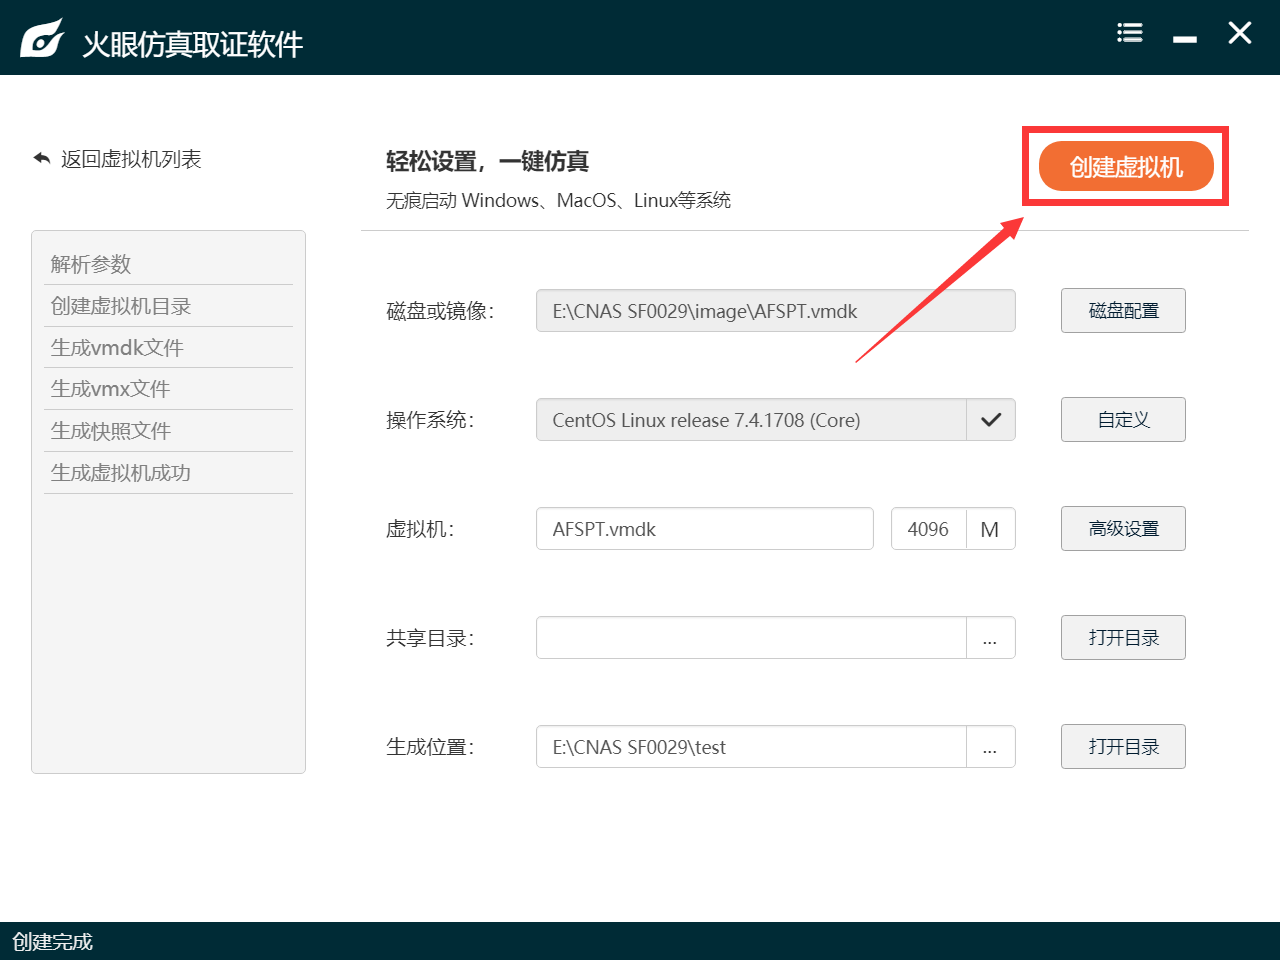 火眼仿真取证软件
返回虚拟机列表
轻松设置，一键仿真
无痕启动 Windows、MacOS、Linux等系统
创建虚拟机
解析参数
创建虚拟机目录
生成vmdk文件
生成vmx文件
生成快照文件
生成虚拟机成功
磁盘或镜像：
E:\CNAS SF0029\image\AFSPT.vmdk
磁盘配置
操作系统：
CentOS Linux release 7.4.1708 (Core)
自定义
虚拟机：
AFSPT.vmdk
4096
M
高级设置
共享目录：
...
打开目录
生成位置：
E:\CNAS SF0029\test
...
打开目录
创建完成